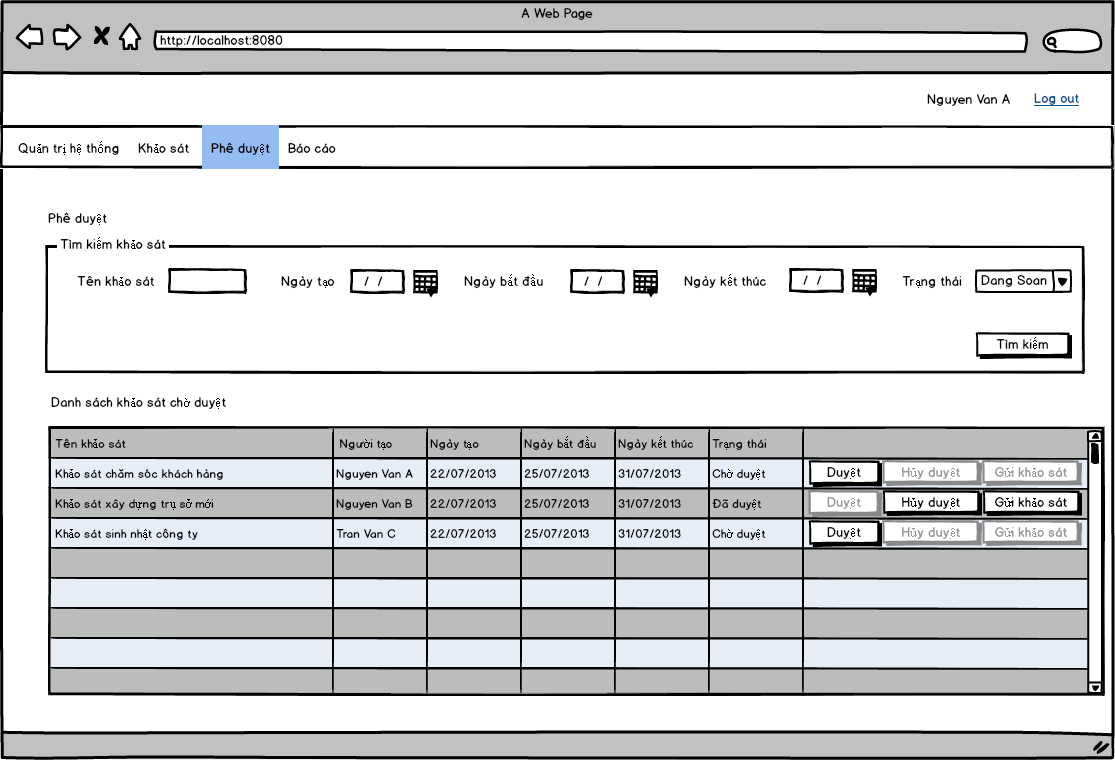 A Web Page
http://localhost:8080
Nguyen Van A Log out
Quản trị hệ thống Khảo sát Phê duyệt Báo cáo
Phê duyệt
Tìm kiếm khảo sát
Tên khảo sát Ngày tạo / / Ngày bắt đầu / / Ngày kết thúc / / Trạng thái Dang Soan
Tìm kiếm
Danh sách khảo sát chờ duyệt
Tên khảo sát Người tạo Ngày tạo Ngày bắt đầu Ngày kết thúc Trạng thái
Khảo sát chăm sóc khách hàng Nguyen Van A 22/07/2013 25/07/2013 31/07/2013 Chờ duyệt Duyệt Hủy duyệt Gửi khảo sát
Khảo sát xây dựng trụ sở mới Nguyen Van B 22/07/2013 25/07/2013 31/07/2013 Đã duyệt Duyệt Hủy duyệt Gửi khảo sát
Khảo sát sinh nhật công ty Tran Van C 22/07/2013 25/07/2013 31/07/2013 Chờ duyệt Duyệt Hủy duyệt Gửi khảo sát